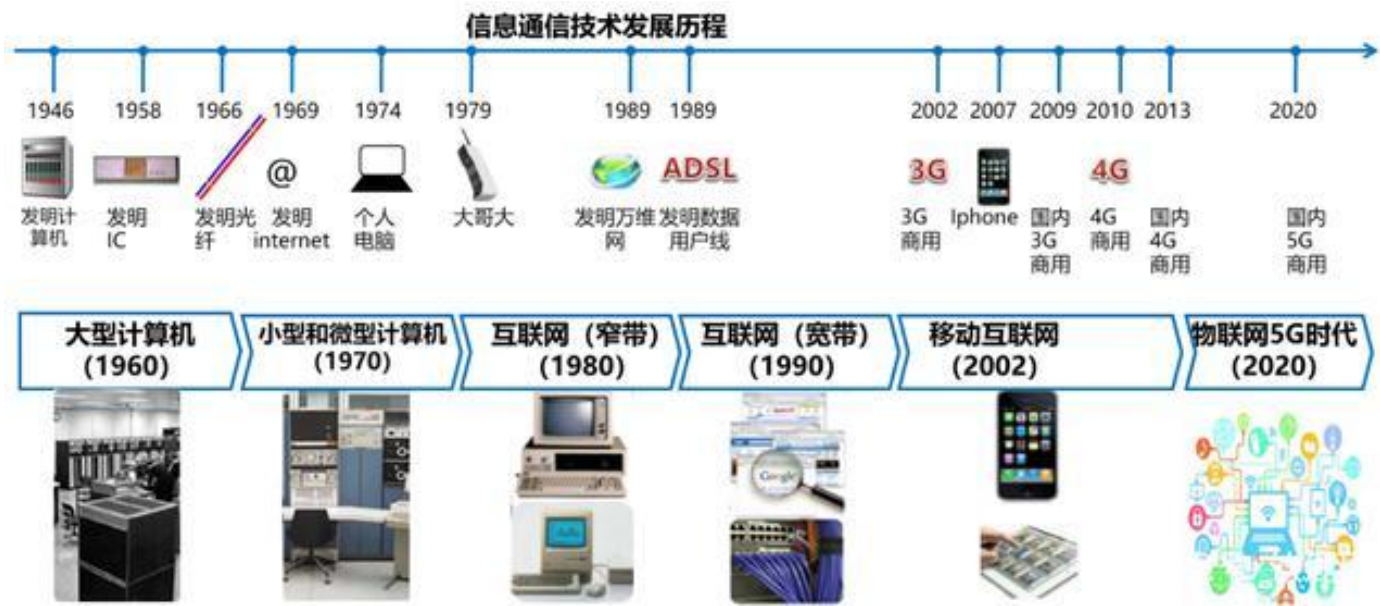 信息通信技术发展历程
1946 1958 1966 1969 1974 1979 1989 1989 2002 2007 2009 2010 2013 2020
@
ADSL
3G
4G
发明计
算机
发明
IC
发明光
纤
发明
internet
个人
电脑
大哥大
发明万维
网
发明数据
用户线
3G
商用
Iphone
国内
3G
商用
4G
商用
国内
4G
商用
国内
5G
商用
大型计算机
(1960)
小型和微型计算机
(1970)
互联网（窄带）
(1980)
互联网（宽带）
(1990)
移动互联网
(2002)
物联网5G时代
(2020)
Google